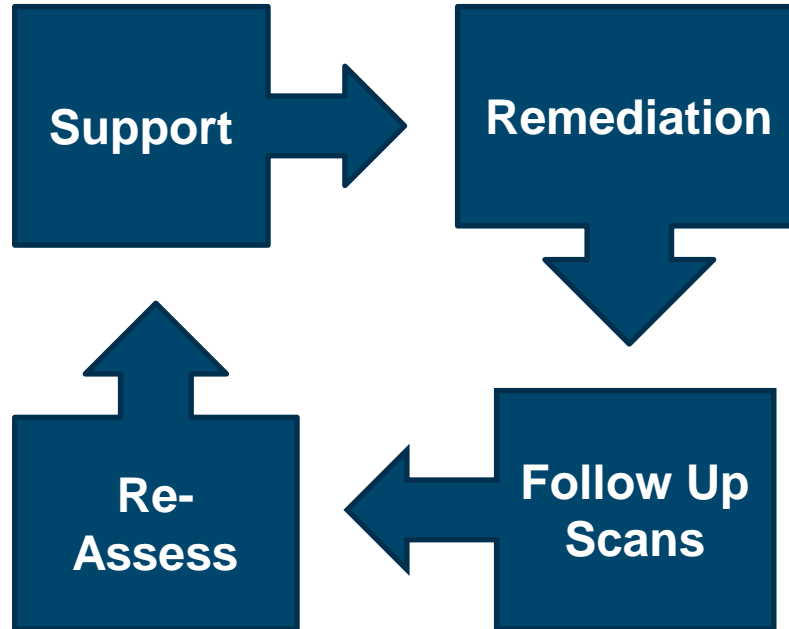 Support
Remediation
Re-
Assess
Follow Up
Scans